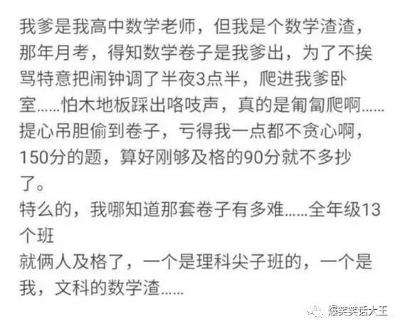 我爹是我高中数学老师，但我是个数学渣渣，
那年月考，得知数学卷子是我爹出，为了不挨
骂特意把闹钟调了半夜3点半，爬进我爹卧
室……怕木地板踩出咯吱声，真的是匍匐爬啊……
提心吊胆偷到卷子，亏得我一点都不贪心啊，
150分的题，算好刚够及格的90分就不多抄
了。
特么的，我哪知道那套卷子有多难……全年级13
个班
就俩人及格了，一个是理科尖子班的，一个是
我，文科的数学渣……
爆笑笑话大王